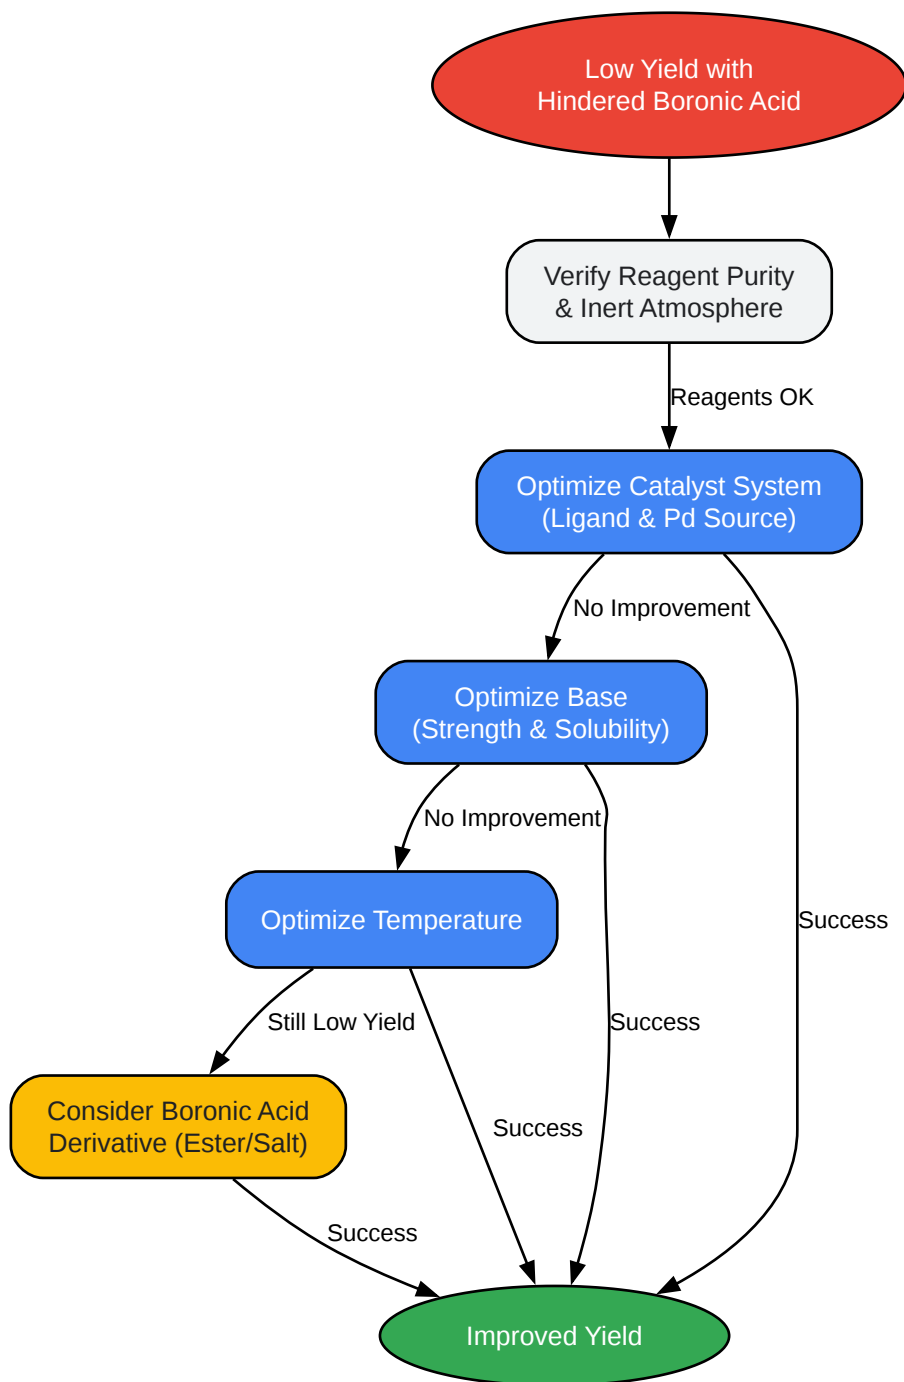 Low Yield with
Hindered Boronic Acid
Verify Reagent Purity
& Inert Atmosphere
Reagents OK
Optimize Catalyst System
(Ligand & Pd Source)
No Improvement
Optimize Base
(Strength & Solubility)
No Improvement
Optimize Temperature
Success
Still Low Yield
Success
Consider Boronic Acid
Derivative (Ester/Salt)
Success
Success
Improved Yield